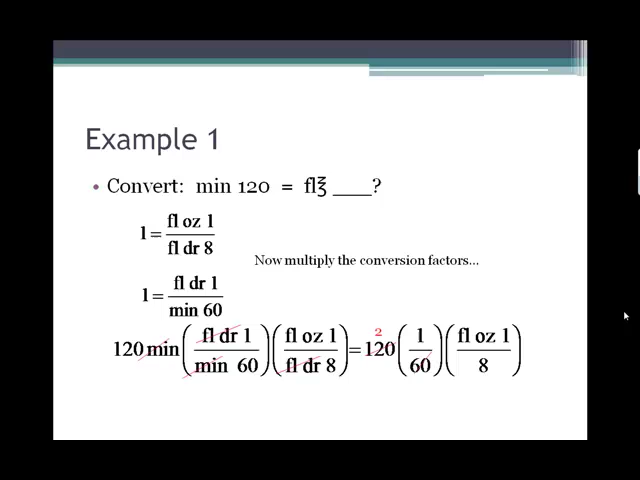 Example 1
• Convert: min 120 = fl℥ ___?
1 = fl oz 1 / fl dr 8
Now multiply the conversion factors...
1 = fl dr 1 / min 60
2
120 min (fl dr 1 / min 60) (fl oz 1 / fl dr 8) = 120 (1 / 60) (fl oz 1 / 8)